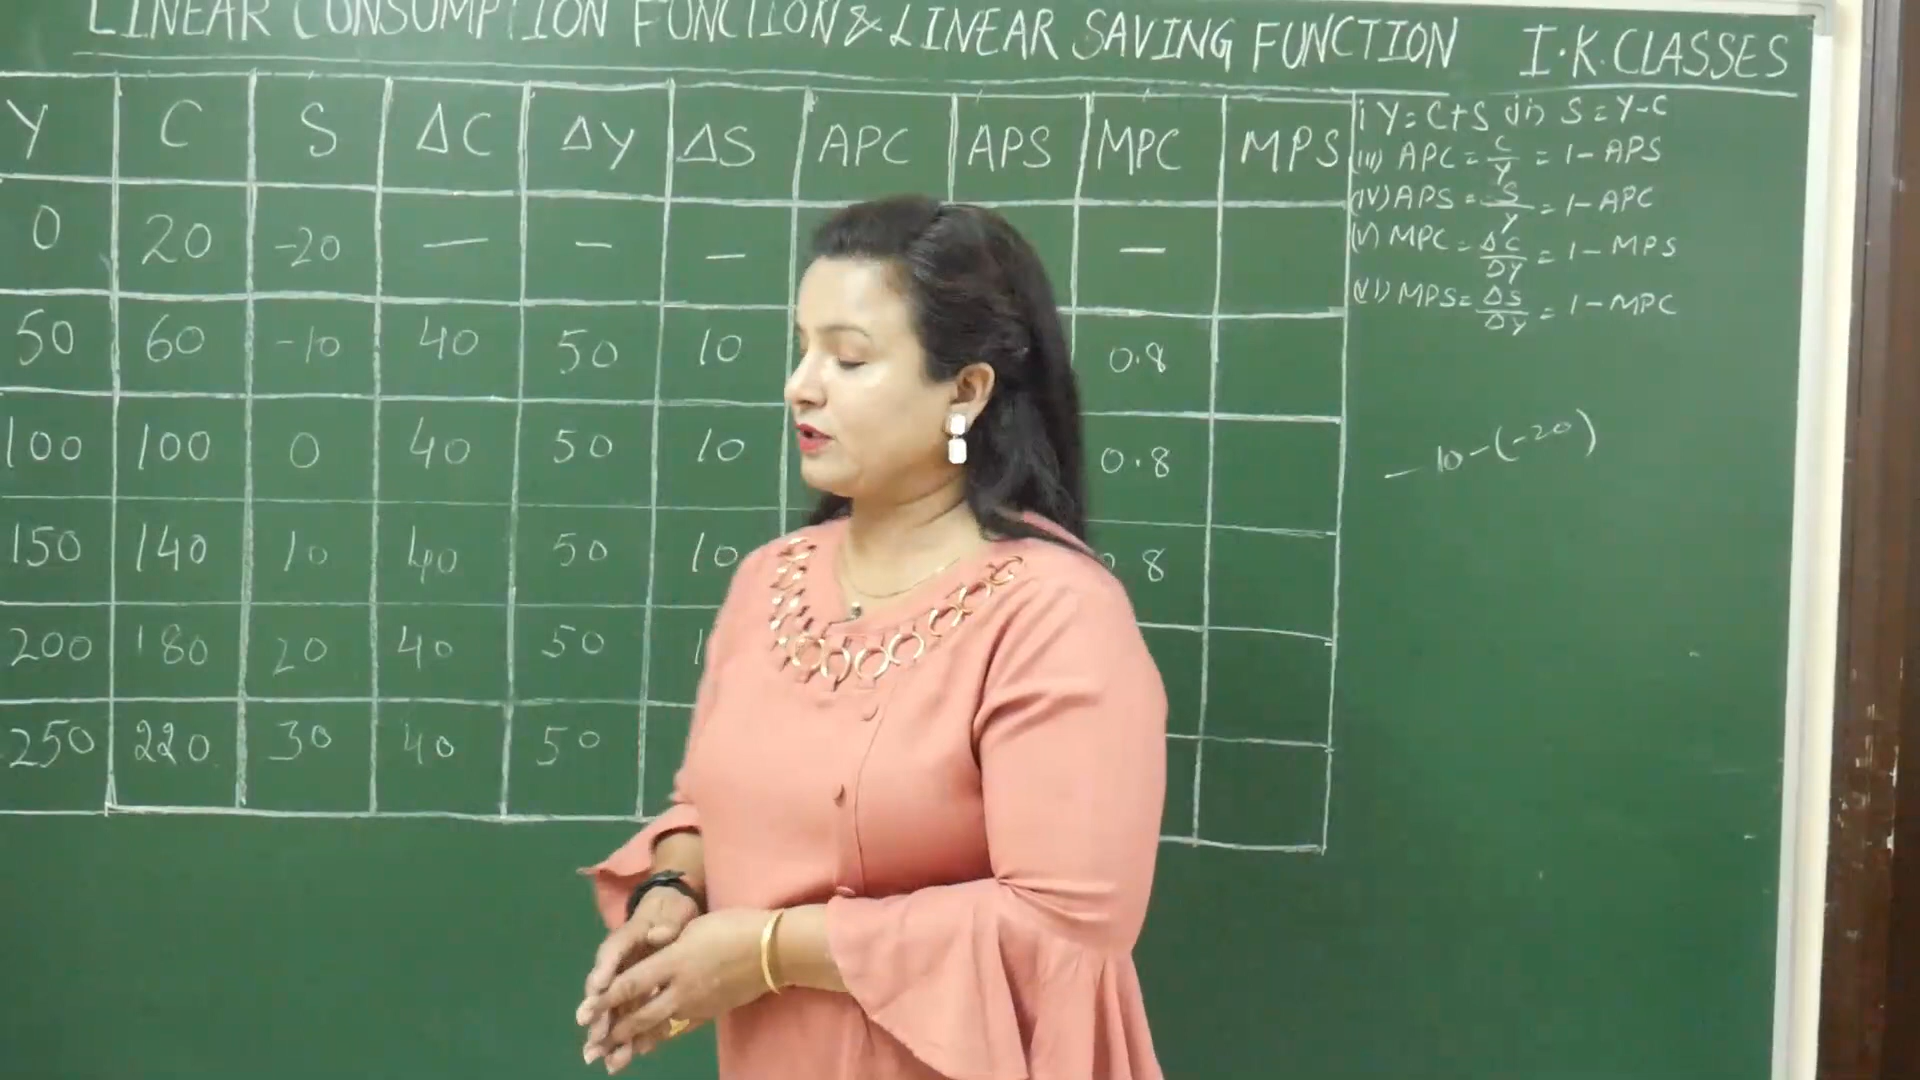 LINEAR CONSUMPTION FUNCTION & LINEAR SAVING FUNCTION I.K.CLASSES
Y C S ΔC ΔY ΔS APC APS MPC MPS
0 20 -20 — — — —
50 60 -10 40 50 10 0.8
100 100 0 40 50 10 0.8
150 140 10 40 50 10 8
200 180 20 40 50 1
250 220 30 40 50
i Y = C+S (ii) S = Y-C
(iii) APC = C/Y = 1 - APS
(iv) APS = S/Y = 1 - APC
(v) MPC = ΔC/ΔY = 1 - MPS
(vi) MPS = ΔS/ΔY = 1 - MPC
- 10 - (-20)